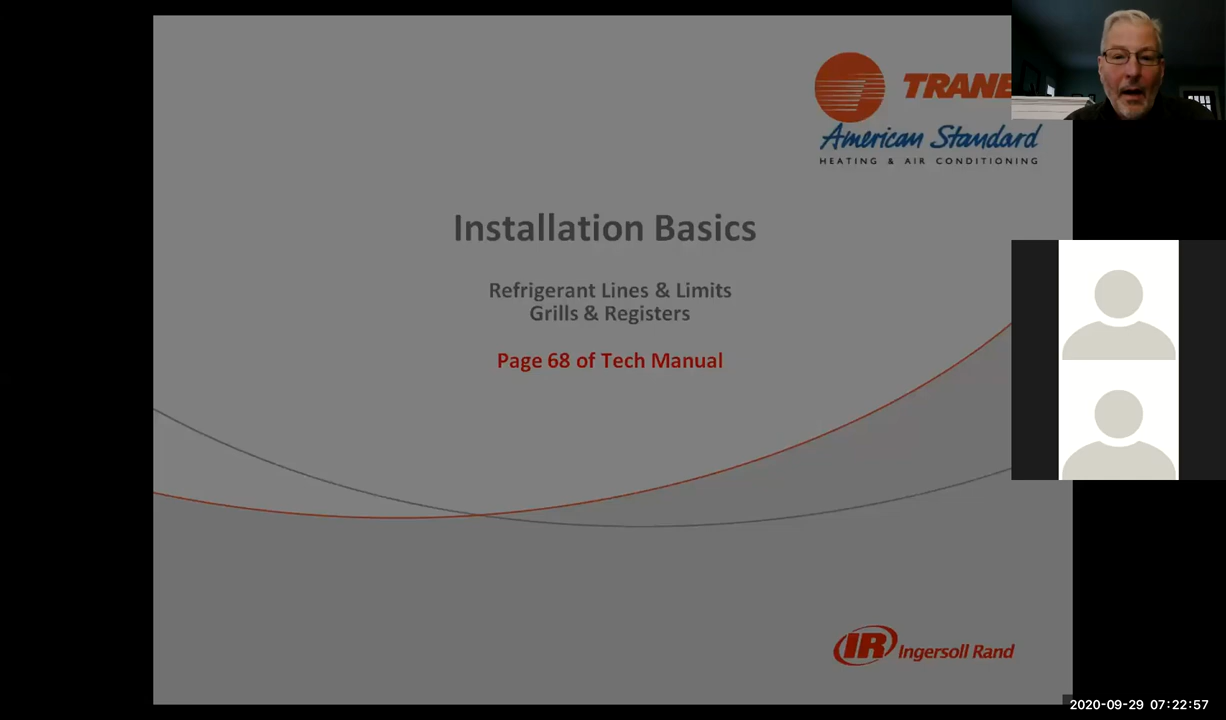 TRANE
American Standard
HEATING & AIR CONDITIONING
Installation Basics
Refrigerant Lines & Limits
Grills & Registers
Page 68 of Tech Manual
IR Ingersoll Rand
2020-09-29 07:22:57